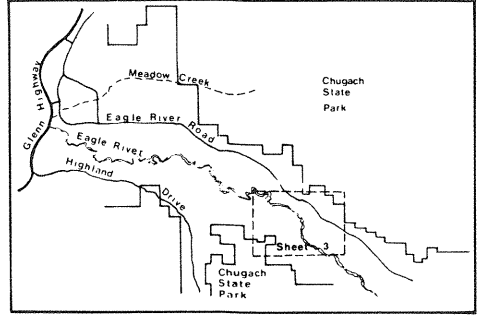 Meadow Creek
Chugach
State
Park
Glenn Highway
Eagle River Road
Eagle River
Highland
Drive
Sheet 3
Chugach
State
Park